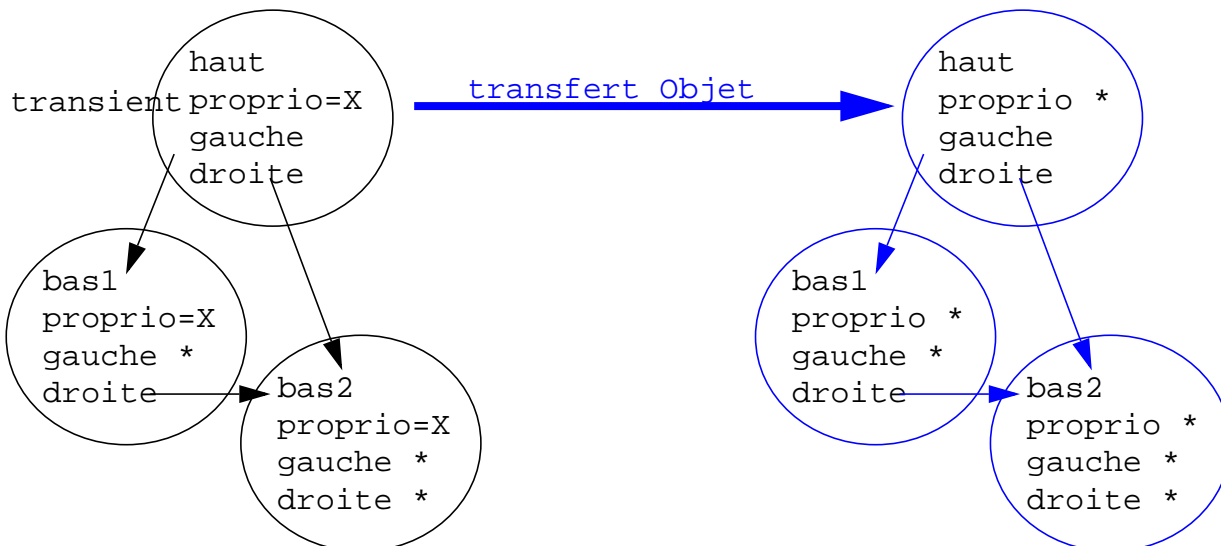 haut
transient proprio=X
gauche
droite
transfert Objet
haut
proprio *
gauche
droite
bas1
proprio=X
gauche *
droite
bas2
proprio=X
gauche *
droite *
bas1
proprio *
gauche *
droite
bas2
proprio *
gauche *
droite *